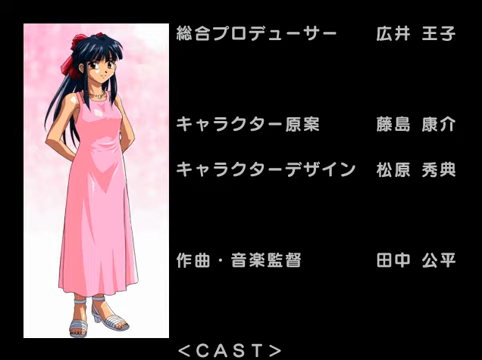 総合プロデューサー 広井 王子
キャラクター原案 藤島 康介
キャラクターデザイン 松原 秀典
作曲・音楽監督 田中 公平
＜ＣＡＳＴ＞